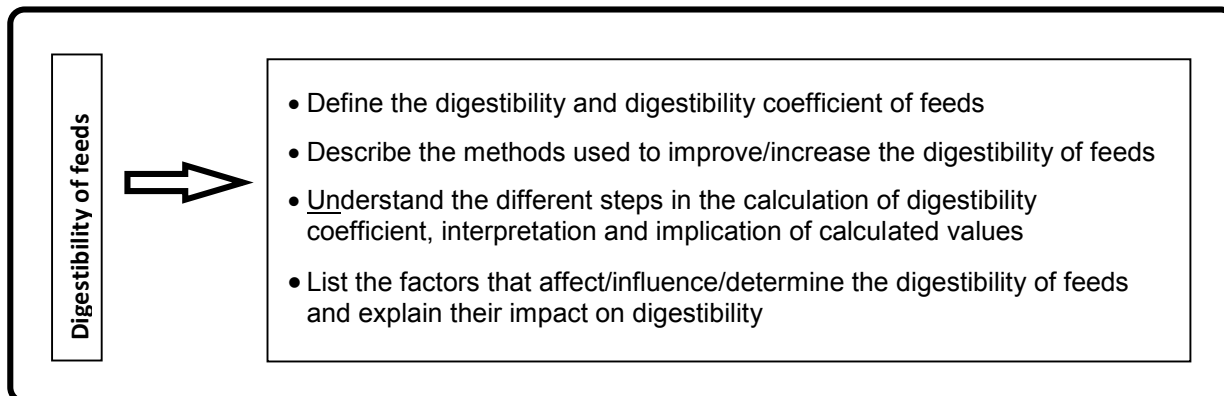 Digestibility of feeds
• Define the digestibility and digestibility coefficient of feeds
• Describe the methods used to improve/increase the digestibility of feeds
• Understand the different steps in the calculation of digestibility
coefficient, interpretation and implication of calculated values
• List the factors that affect/influence/determine the digestibility of feeds
and explain their impact on digestibility